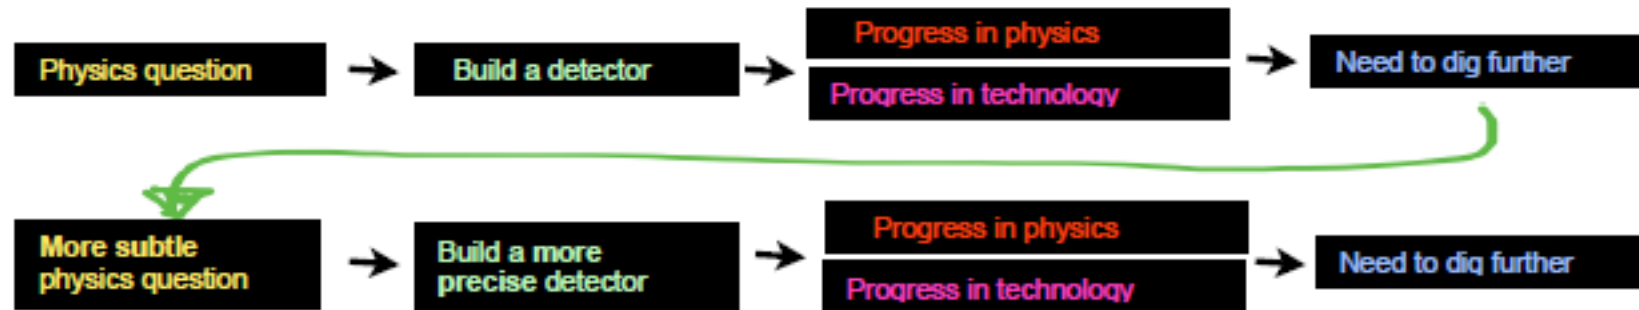 Physics question
Build a detector
Progress in physics
Progress in technology
Need to dig further
More subtle
physics question
Build a more
precise detector
Progress in physics
Progress in technology
Need to dig further